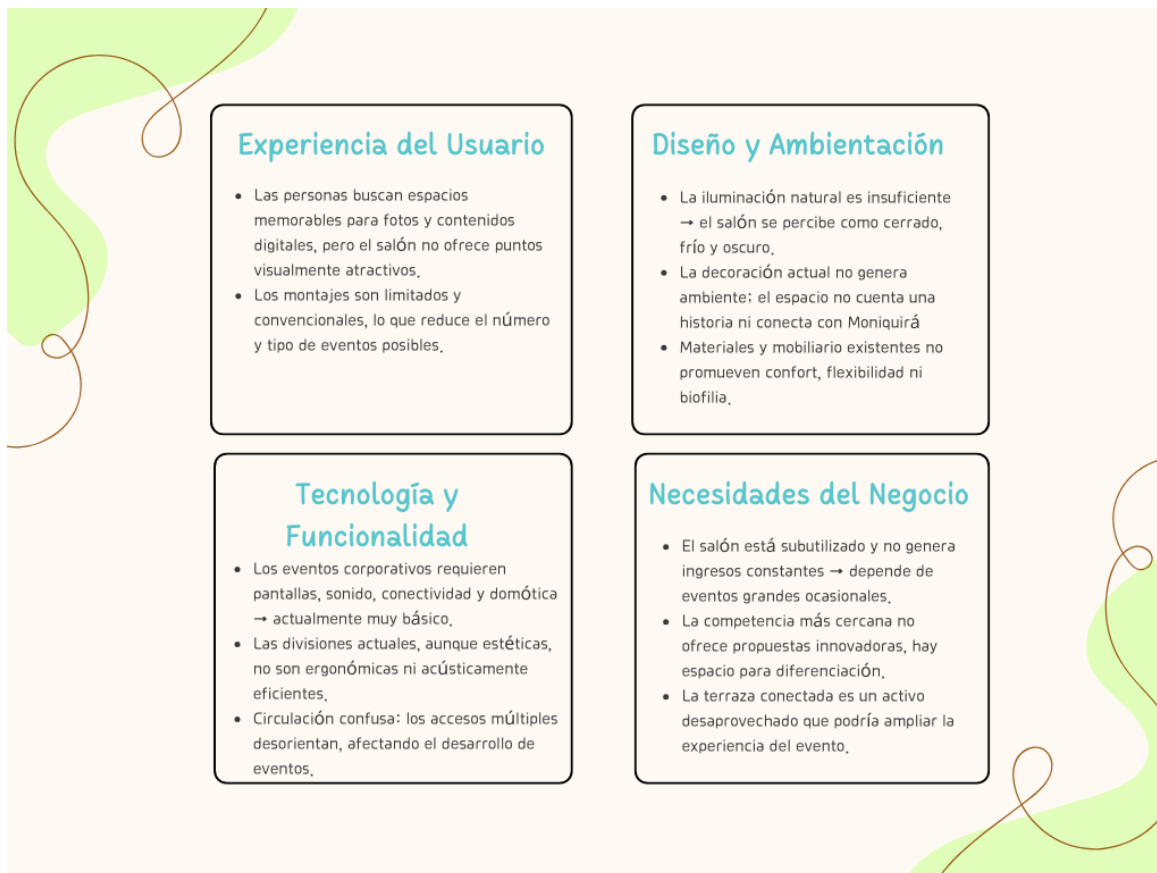 Experiencia del Usuario
• Las personas buscan espacios
memorables para fotos y contenidos
digitales, pero el salón no ofrece puntos
visualmente atractivos.
• Los montajes son limitados y
convencionales, lo que reduce el número
y tipo de eventos posibles.
Diseño y Ambientación
• La iluminación natural es insuficiente
→ el salón se percibe como cerrado,
frío y oscuro.
• La decoración actual no genera
ambiente; el espacio no cuenta una
historia ni conecta con Moniquirá
• Materiales y mobiliario existentes no
promueven confort, flexibilidad ni
biofilia.
Tecnología y
Funcionalidad
• Los eventos corporativos requieren
pantallas, sonido, conectividad y domótica
→ actualmente muy básico.
• Las divisiones actuales, aunque estéticas,
no son ergonómicas ni acústicamente
eficientes.
• Circulación confusa: los accesos múltiples
desorientan, afectando el desarrollo de
eventos.
Necesidades del Negocio
• El salón está subutilizado y no genera
ingresos constantes → depende de
eventos grandes ocasionales.
• La competencia más cercana no
ofrece propuestas innovadoras, hay
espacio para diferenciación.
• La terraza conectada es un activo
desaprovechado que podría ampliar la
experiencia del evento.